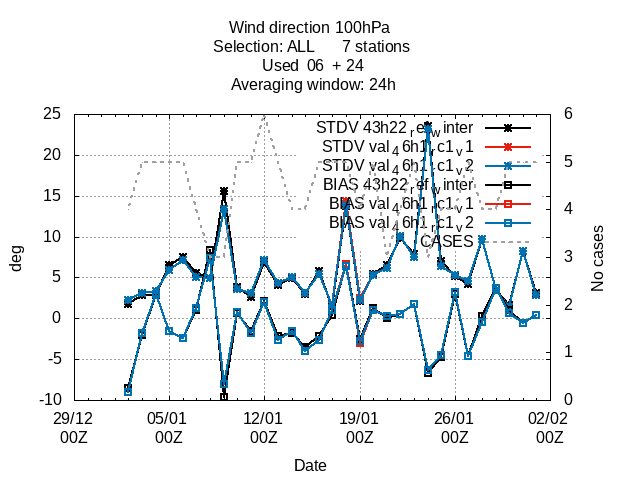 Wind direction 100hPa
Selection: ALL 7 stations
Used 06 + 24
Averaging window: 24h
25
20
15
10
5
0
-5
-10
deg
6
5
4
3
2
1
0
No cases
STDV 43h22_ref_winter
STDV val_46h1_rc1_v1
STDV val_46h1_rc1_v2
BIAS 43h22_ref_winter
BIAS val_46h1_rc1_v1
BIAS val_46h1_rc1_v2
CASES
29/12 05/01 12/01 19/01 26/01 02/02
00Z 00Z 00Z 00Z 00Z 00Z
Date